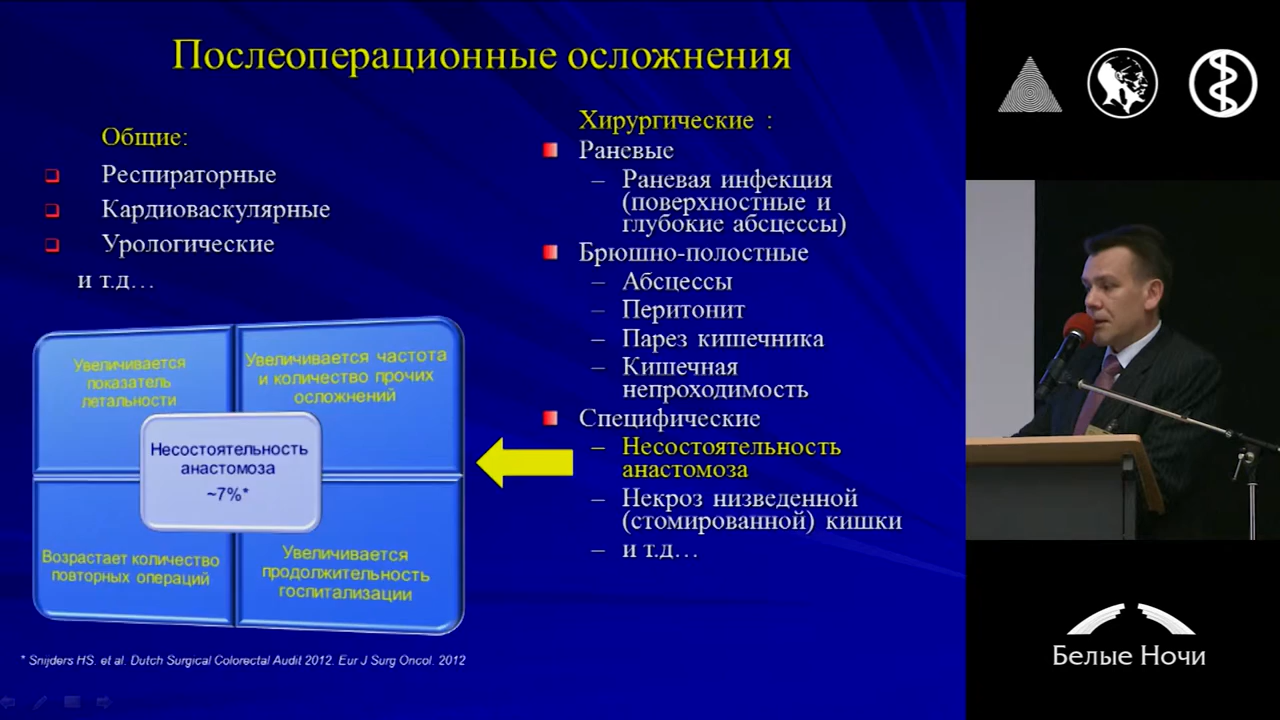 Послеоперационные осложнения
Общие:
Респираторные
Кардиоваскулярные
Урологические
и т.д…
Увеличивается
показатель
летальности
Увеличивается частота
и количество прочих
осложнений
Несостоятельность
анастомоза
~7%*
Возрастает количество
повторных операций
Увеличивается
продолжительность
госпитализации
* Snijders HS. et al. Dutch Surgical Colorectal Audit 2012. Eur J Surg Oncol. 2012
Хирургические :
Раневые
– Раневая инфекция
(поверхностные и
глубокие абсцессы)
Брюшно-полостные
– Абсцессы
– Перитонит
– Парез кишечника
– Кишечная
непроходимость
Специфические
– Несостоятельность
анастомоза
– Некроз низведенной
(стомированной) кишки
– и т.д…
Белые Ночи